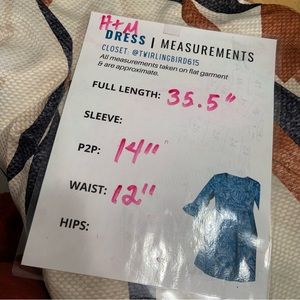 H+M
DRESS | MEASUREMENTS
CLOSET: @TWIRLINGBIRD615
All measurements taken on flat garment
& are approximate.
FULL LENGTH: 35.5"
SLEEVE:
P2P: 14"
WAIST: 12"
HIPS: